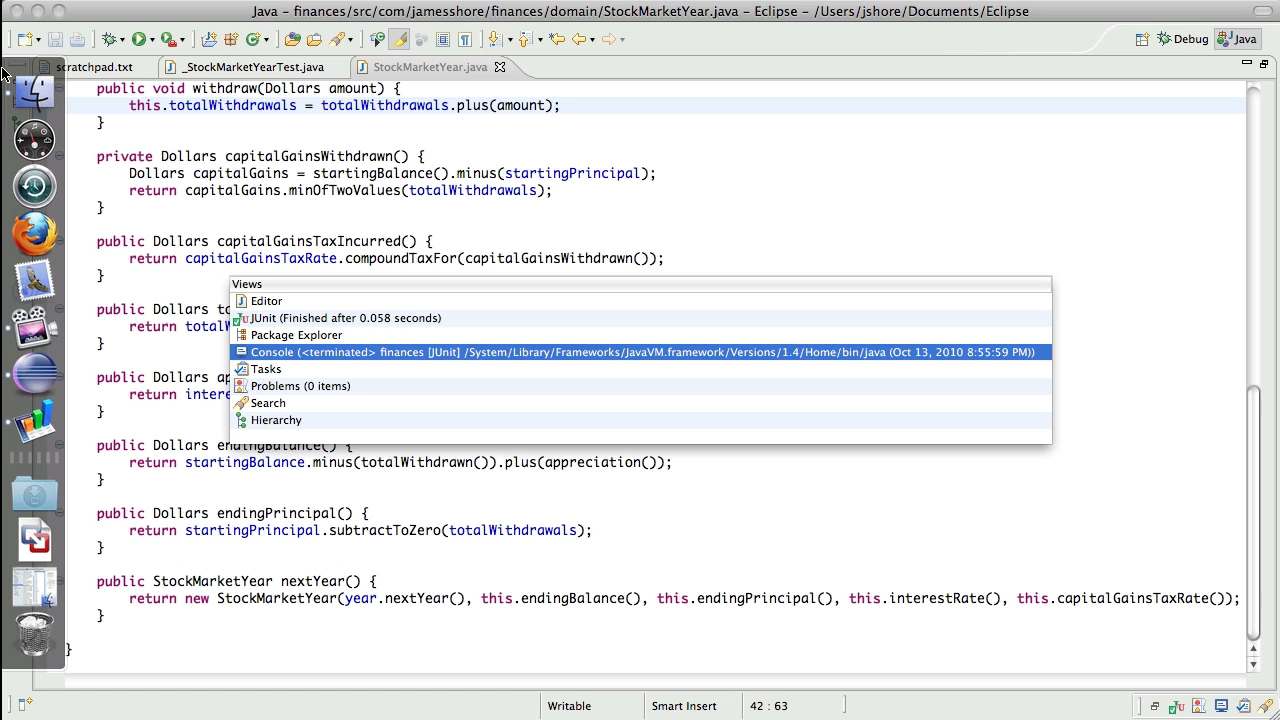 Java – finances/src/com/jamesshore/finances/domain/StockMarketYear.java – Eclipse – /Users/jshore/Documents/Eclipse
Debug Java
scratchpad.txt _StockMarketYearTest.java StockMarketYear.java
public void withdraw(Dollars amount) {
this.totalWithdrawals = totalWithdrawals.plus(amount);
}
private Dollars capitalGainsWithdrawn() {
Dollars capitalGains = startingBalance().minus(startingPrincipal);
return capitalGains.minOfTwoValues(totalWithdrawals);
}
public Dollars capitalGainsTaxIncurred() {
return capitalGainsTaxRate.compoundTaxFor(capitalGainsWithdrawn());
}
public Dollars
return
}
public Dollars
return
}
Views
Editor
JUnit (Finished after 0.058 seconds)
Package Explorer
Console (<terminated> finances [JUnit] /System/Library/Frameworks/JavaVM.framework/Versions/1.4/Home/bin/java (Oct 13, 2010 8:55:59 PM))
Tasks
Problems (0 items)
Search
Hierarchy
public Dollars endingBalance() {
return startingBalance.minus(totalWithdrawn()).plus(appreciation());
}
public Dollars endingPrincipal() {
return startingPrincipal.subtractToZero(totalWithdrawals);
}
public StockMarketYear nextYear() {
return new StockMarketYear(year.nextYear(), this.endingBalance(), this.endingPrincipal(), this.interestRate(), this.capitalGainsTaxRate());
}
}
Writable Smart Insert 42 : 63